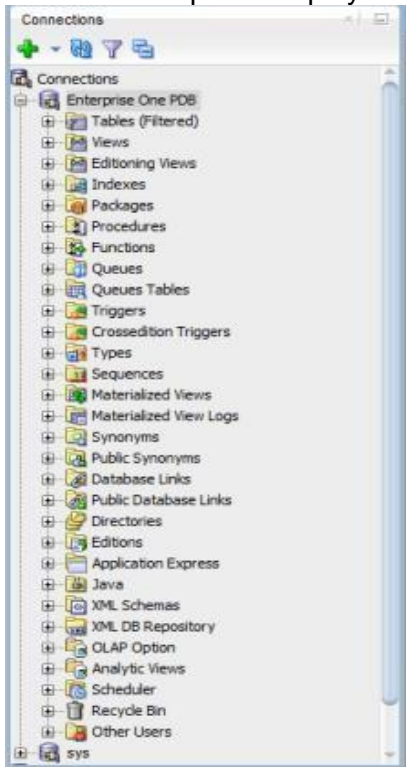 Connections
Connections
Enterprise One PDB
Tables (Filtered)
Views
Editioning Views
Indexes
Packages
Procedures
Functions
Queues
Queues Tables
Triggers
Crossedition Triggers
Types
Sequences
Materialized Views
Materialized View Logs
Synonyms
Public Synonyms
Database Links
Public Database Links
Directories
Editions
Application Express
Java
XML Schemas
XML DB Repository
OLAP Option
Analytic Views
Scheduler
Recycle Bin
Other Users
sys